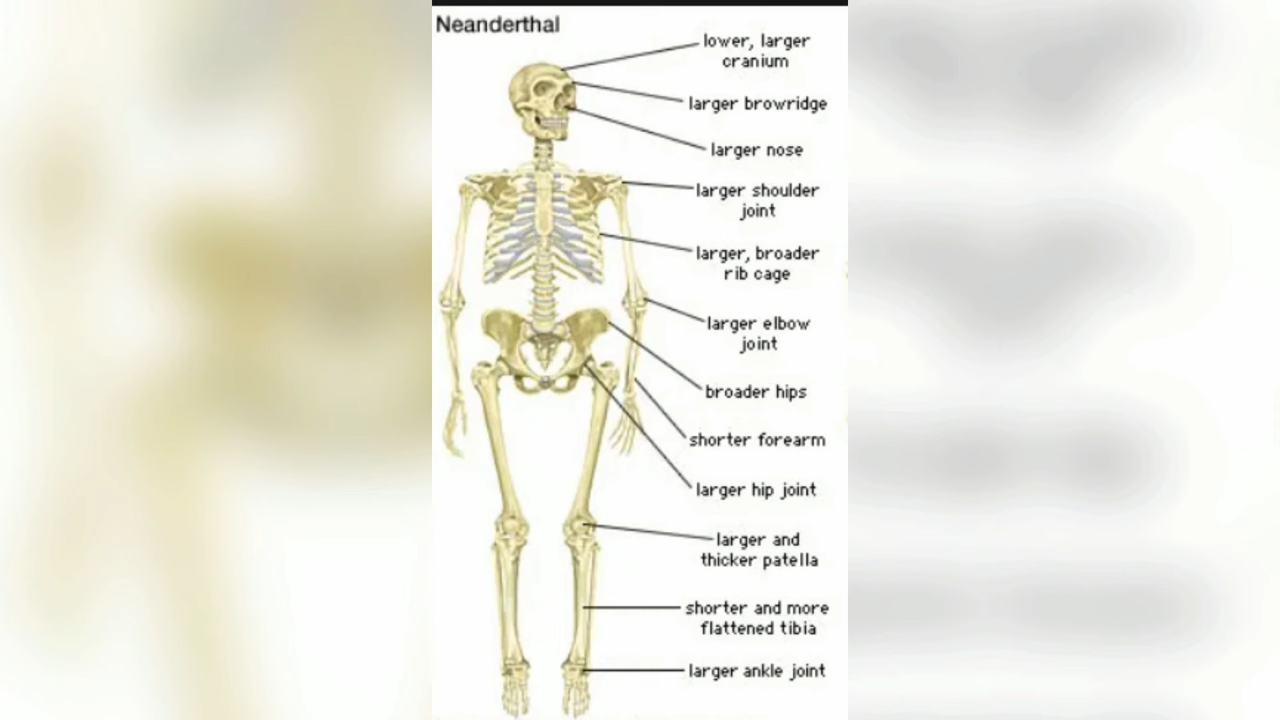 Neanderthal
lower, larger
cranium
larger browridge
larger nose
larger shoulder
joint
larger, broader
rib cage
larger elbow
joint
broader hips
shorter forearm
larger hip joint
larger and
thicker patella
shorter and more
flattened tibia
larger ankle joint